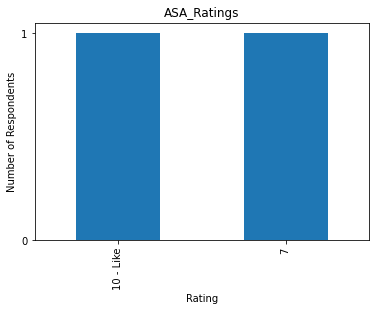 ASA_Ratings
Number of Respondents
1
0
10 - Like
7
Rating